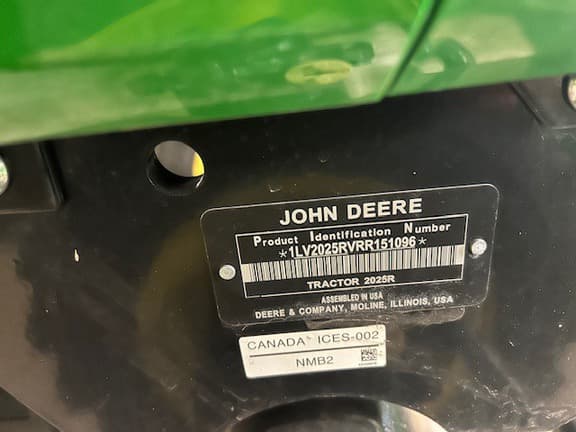 JOHN DEERE
Product Identification Number
*1LV2025RVRR151096*
TRACTOR 2025R
ASSEMBLED IN USA
DEERE & COMPANY, MOLINE, ILLINOIS, USA
CANADA ICES-002
NMB2